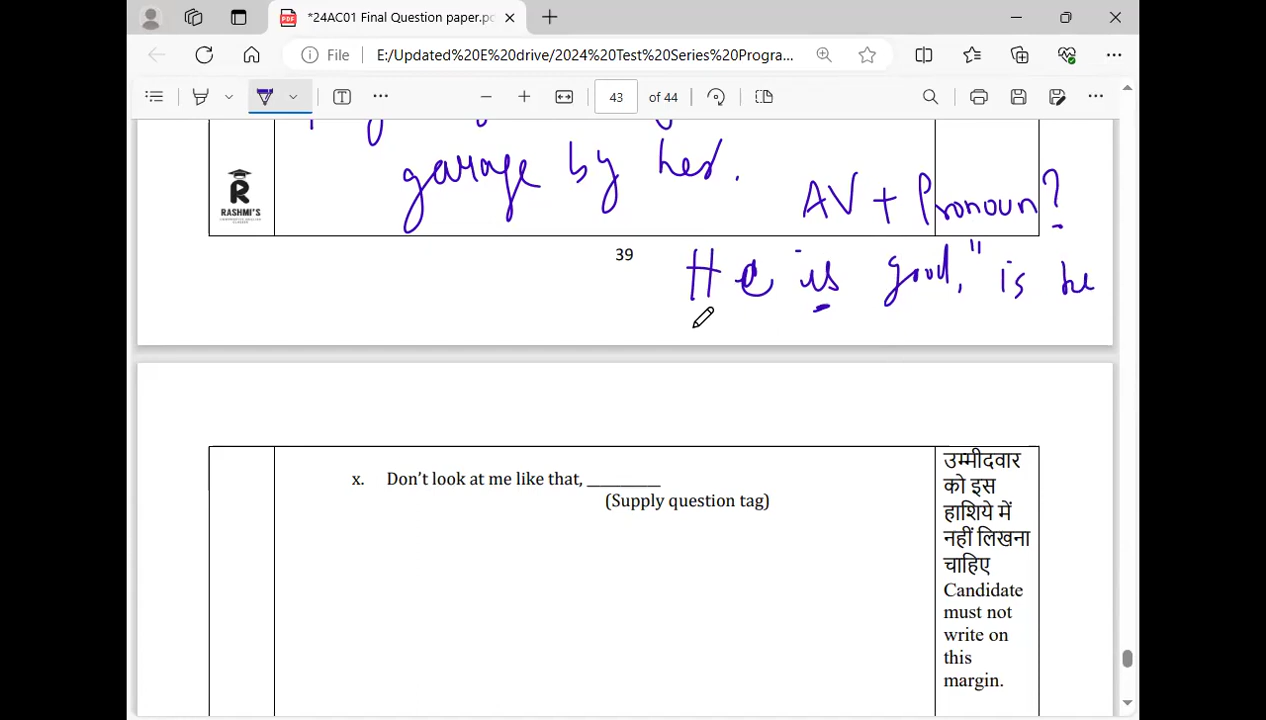 *24AC01 Final Question paper.pc
File E:/Updated%20E%20drive/2024%20Test%20Series%20Progra...
43 of 44
garage by her.
RASHMI'S
AV + Pronoun?
39
He is good," is he
x. Don't look at me like that, ___________
(Supply question tag)
उम्मीदवार
को इस
हाशिये में
नहीं लिखना
चाहिए
Candidate
must not
write on
this
margin.